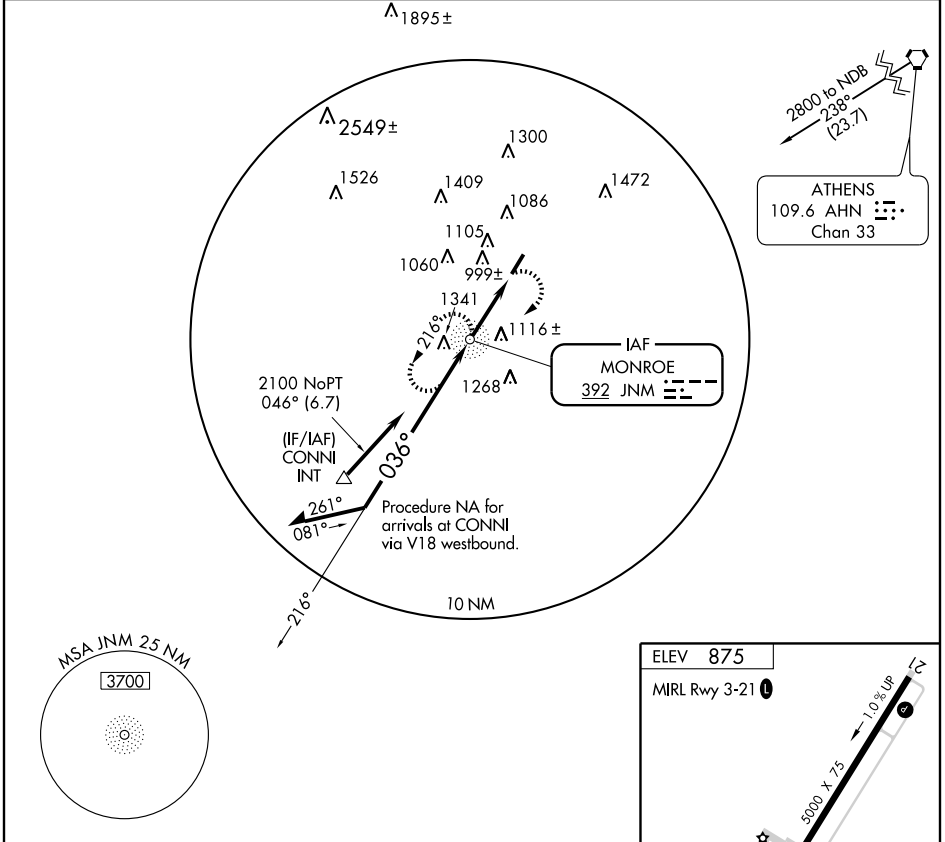 1895±
2549±
1300
1526
1409
1472
1086
1105
1060
999±
1341
216°
1116±
1268
2800 to NDB
238°
(23.7)
ATHENS
109.6 AHN
Chan 33
IAF
MONROE
392 JNM
2100 NoPT
046° (6.7)
(IF/IAF)
CONNI
INT
036°
261°
081°
Procedure NA for
arrivals at CONNI
via V18 westbound.
216°
10 NM
MSA JNM 25 NM
3700
ELEV 875
MIRL Rwy 3-21 L
21
1.0% UP
P
5000 X 75